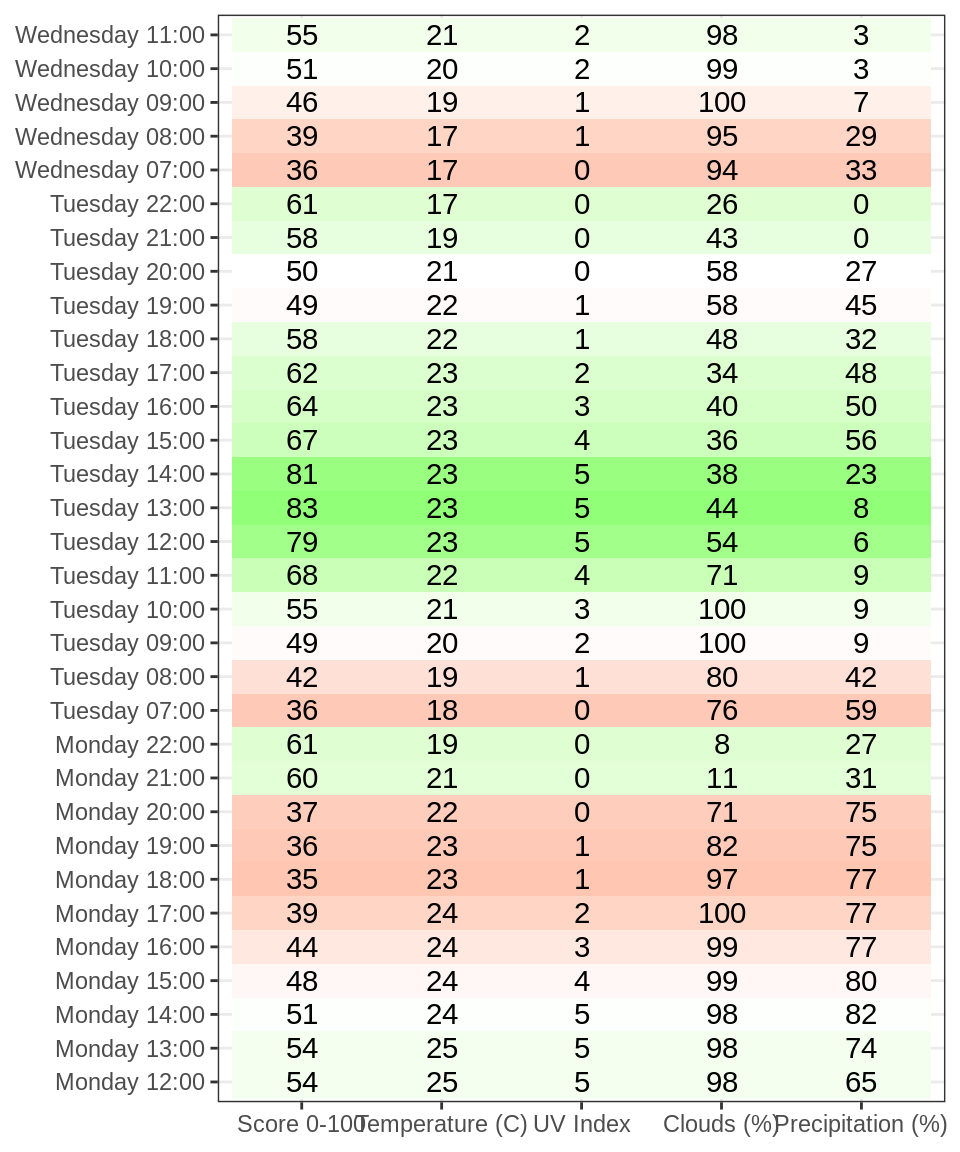 Wednesday 11:00 55 21 2 98 3
Wednesday 10:00 51 20 2 99 3
Wednesday 09:00 46 19 1 100 7
Wednesday 08:00 39 17 1 95 29
Wednesday 07:00 36 17 0 94 33
Tuesday 22:00 61 17 0 26 0
Tuesday 21:00 58 19 0 43 0
Tuesday 20:00 50 21 0 58 27
Tuesday 19:00 49 22 1 58 45
Tuesday 18:00 58 22 1 48 32
Tuesday 17:00 62 23 2 34 48
Tuesday 16:00 64 23 3 40 50
Tuesday 15:00 67 23 4 36 56
Tuesday 14:00 81 23 5 38 23
Tuesday 13:00 83 23 5 44 8
Tuesday 12:00 79 23 5 54 6
Tuesday 11:00 68 22 4 71 9
Tuesday 10:00 55 21 3 100 9
Tuesday 09:00 49 20 2 100 9
Tuesday 08:00 42 19 1 80 42
Tuesday 07:00 36 18 0 76 59
Monday 22:00 61 19 0 8 27
Monday 21:00 60 21 0 11 31
Monday 20:00 37 22 0 71 75
Monday 19:00 36 23 1 82 75
Monday 18:00 35 23 1 97 77
Monday 17:00 39 24 2 100 77
Monday 16:00 44 24 3 99 77
Monday 15:00 48 24 4 99 80
Monday 14:00 51 24 5 98 82
Monday 13:00 54 25 5 98 74
Monday 12:00 54 25 5 98 65
Score 0-100 Temperature (C) UV Index Clouds (%) Precipitation (%)